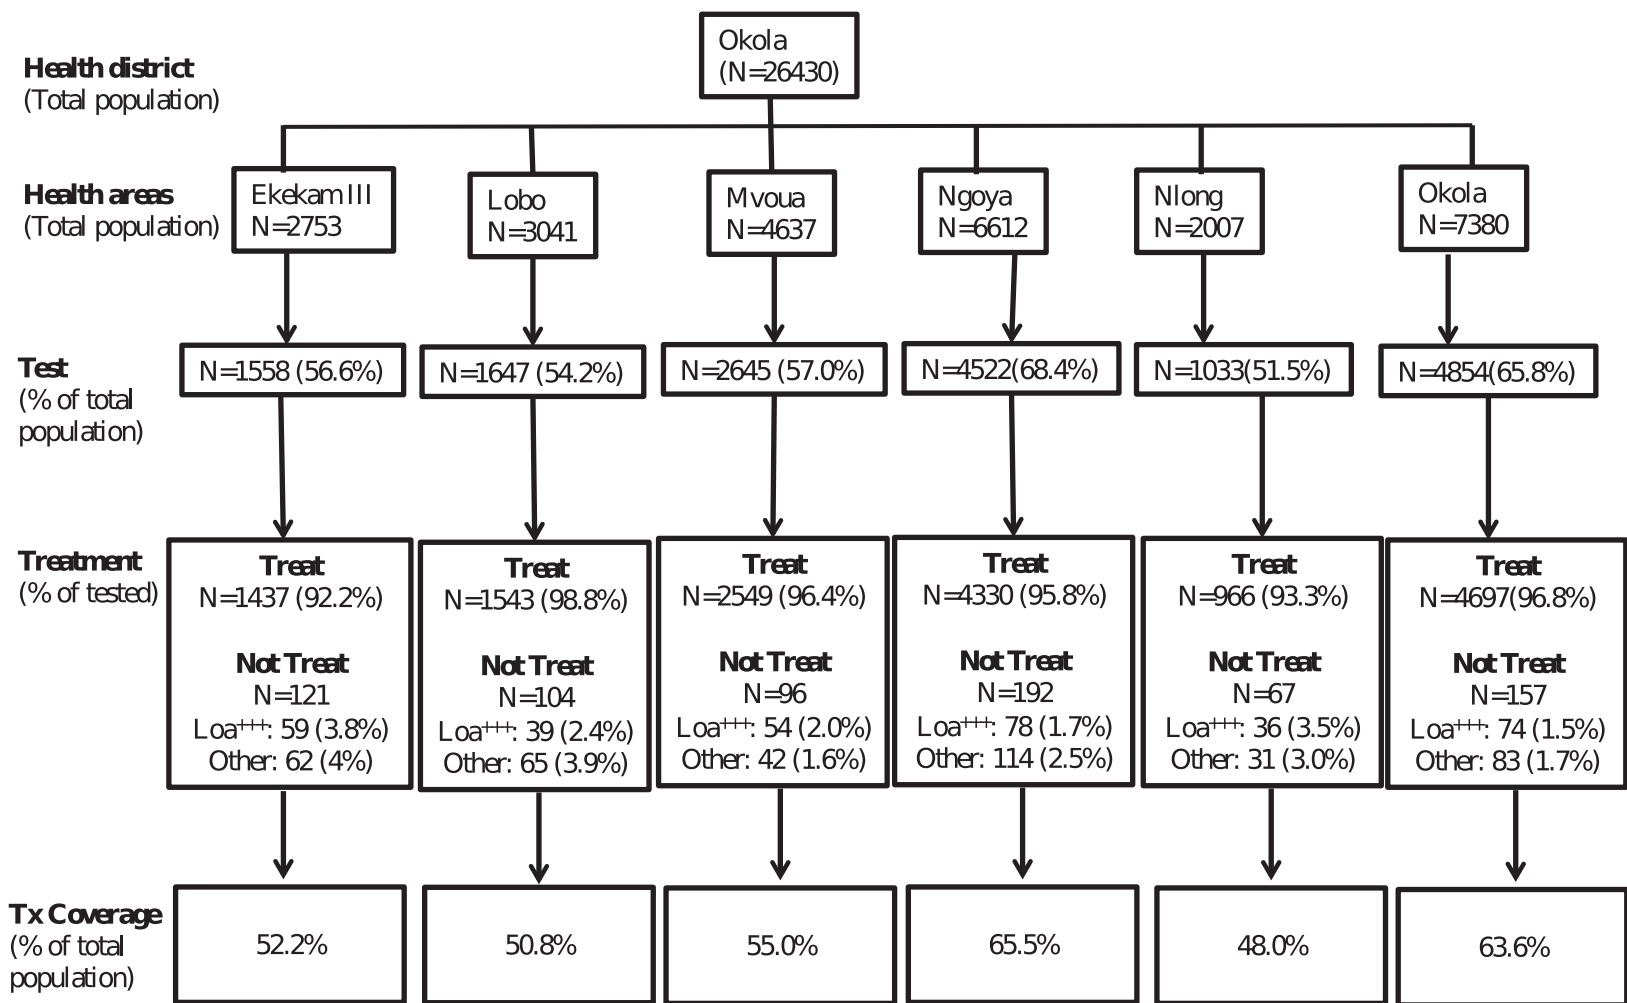 Health district
(Total population)
Okola
(N=26430)
Health areas
(Total population)
Ekekam III
N=2753
Lobo
N=3041
Mvoua
N=4637
Ngoya
N=6612
Nlong
N=2007
Okola
N=7380
Test
(% of total
population)
N=1558 (56.6%)
N=1647 (54.2%)
N=2645 (57.0%)
N=4522(68.4%)
N=1033(51.5%)
N=4854(65.8%)
Treatment
(% of tested)
Treat
N=1437 (92.2%)
Not Treat
N=121
Loa+++: 59 (3.8%)
Other: 62 (4%)
Treat
N=1543 (98.8%)
Not Treat
N=104
Loa+++: 39 (2.4%)
Other: 65 (3.9%)
Treat
N=2549 (96.4%)
Not Treat
N=96
Loa+++: 54 (2.0%)
Other: 42 (1.6%)
Treat
N=4330 (95.8%)
Not Treat
N=192
Loa+++: 78 (1.7%)
Other: 114 (2.5%)
Treat
N=966 (93.3%)
Not Treat
N=67
Loa+++: 36 (3.5%)
Other: 31 (3.0%)
Treat
N=4697(96.8%)
Not Treat
N=157
Loa+++: 74 (1.5%)
Other: 83 (1.7%)
Tx Coverage
(% of total
population)
52.2%
50.8%
55.0%
65.5%
48.0%
63.6%